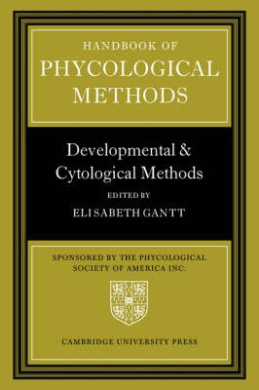 HANDBOOK OF
PHYCOLOGICAL
METHODS
Developmental &
Cytological Methods
EDITED BY
ELISABETH GANTT
SPONSORED BY THE PHYCOLOGICAL
SOCIETY OF AMERICA INC.
CAMBRIDGE UNIVERSITY PRESS